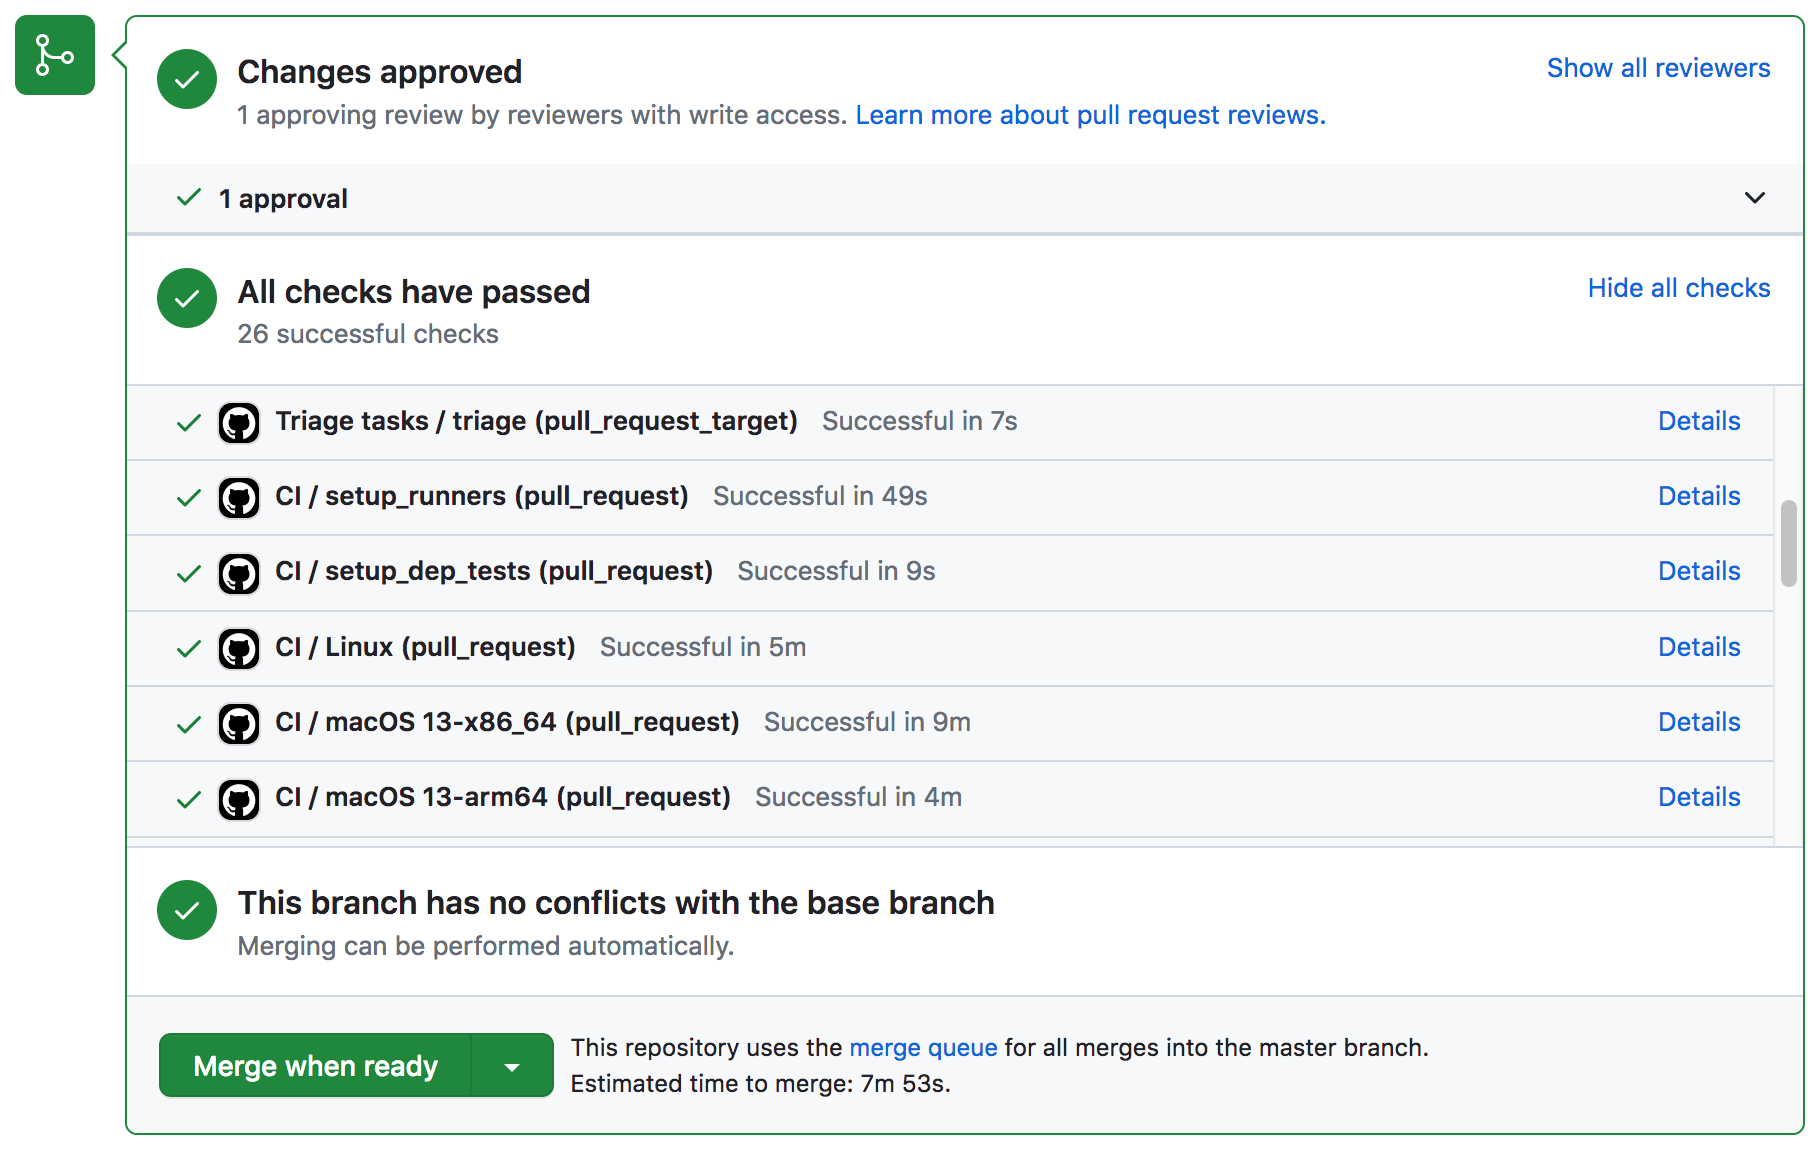 Changes approved
Show all reviewers
1 approving review by reviewers with write access. Learn more about pull request reviews.
1 approval
All checks have passed
Hide all checks
26 successful checks
Triage tasks / triage (pull_request_target) Successful in 7s Details
CI / setup_runners (pull_request) Successful in 49s Details
CI / setup_dep_tests (pull_request) Successful in 9s Details
CI / Linux (pull_request) Successful in 5m Details
CI / macOS 13-x86_64 (pull_request) Successful in 9m Details
CI / macOS 13-arm64 (pull_request) Successful in 4m Details
This branch has no conflicts with the base branch
Merging can be performed automatically.
Merge when ready
This repository uses the merge queue for all merges into the master branch.
Estimated time to merge: 7m 53s.